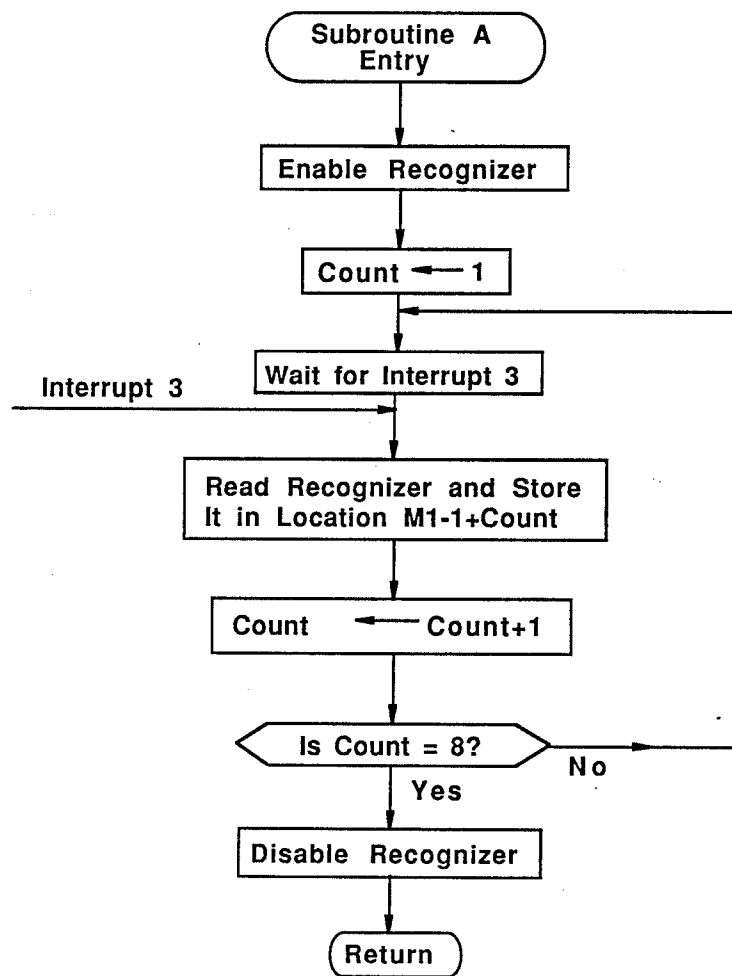 Subroutine A
Entry
Enable Recognizer
Count ← 1
Wait for Interrupt 3
Interrupt 3
Read Recognizer and Store
It in Location M1-1+Count
Count ← Count+1
Is Count = 8?
No
Yes
Disable Recognizer
Return